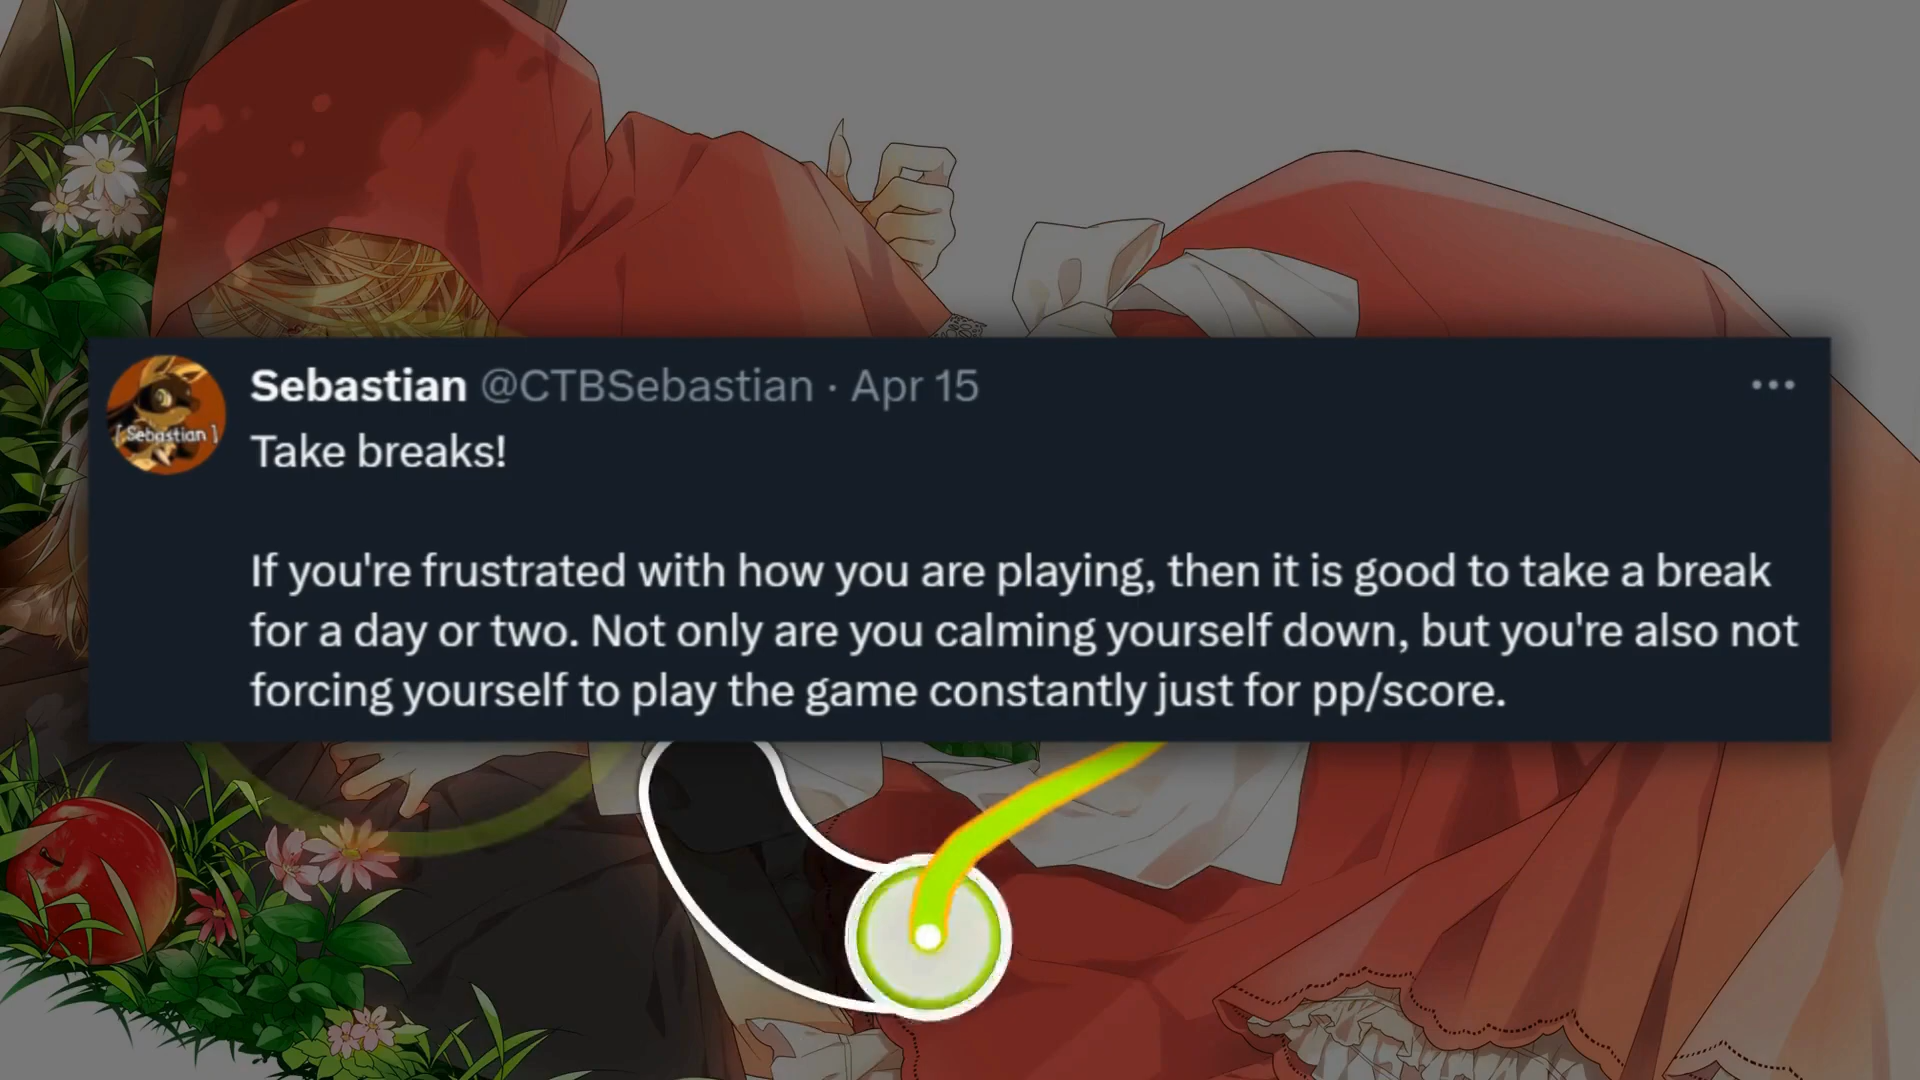 Sebastian @CTBSebastian · Apr 15
[ Sebastian ]
Take breaks!
If you're frustrated with how you are playing, then it is good to take a break
for a day or two. Not only are you calming yourself down, but you're also not
forcing yourself to play the game constantly just for pp/score.